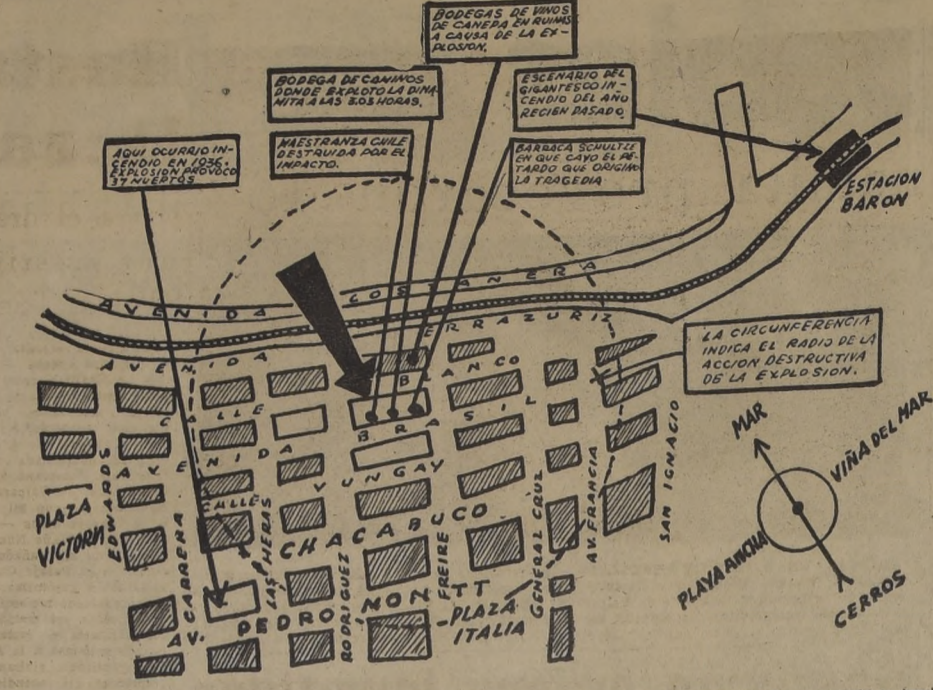 BODEGAS DE VINOS
DE CANEPA EN RUINAS
A CAUSA DE LA EX-
PLOSION.
BODEGA DE CAMINOS
DONDE EXPLOTO LA DINA-
MITA A LAS 3.03 HORAS.
ESCENARIO DEL
GIGANTESCO IN-
CENDIO DEL AÑO
RECIEN PASADO
AQUI OCURRIO IN-
CENDIO EN 1936.
EXPLOSION PROVOCO
37 MUERTOS
MAESTRANZA CHILE
DESTRUIDA POR EL
IMPACTO.
BARRACA SCHULTZE
EN QUE CAYO EL PE-
TARDO QUE ORIGINO
LA TRAGEDIA
ESTACION
BARON
AVENIDA COSTANERA
AVENIDA ERRAZURIZ
LA CIRCUNFERENCIA
INDICA EL RADIO DE LA
ACCION DESTRUCTIVA
DE LA EXPLOSION.
CALLE BLANCO
AVENIDA BRASIL
CALLE YUNGAY
CHACABUCO
AV. PEDRO MONTT
PLAZA
VICTORIA
EDWARDS
CARRERA
LAS HERAS
RODRIGUEZ
FREIRE
PLAZA
ITALIA
GENERAL CRUZ
AV. FRANCIA
SAN IGNACIO
MAR
VIÑA DEL MAR
PLAYA ANCHA
CERROS